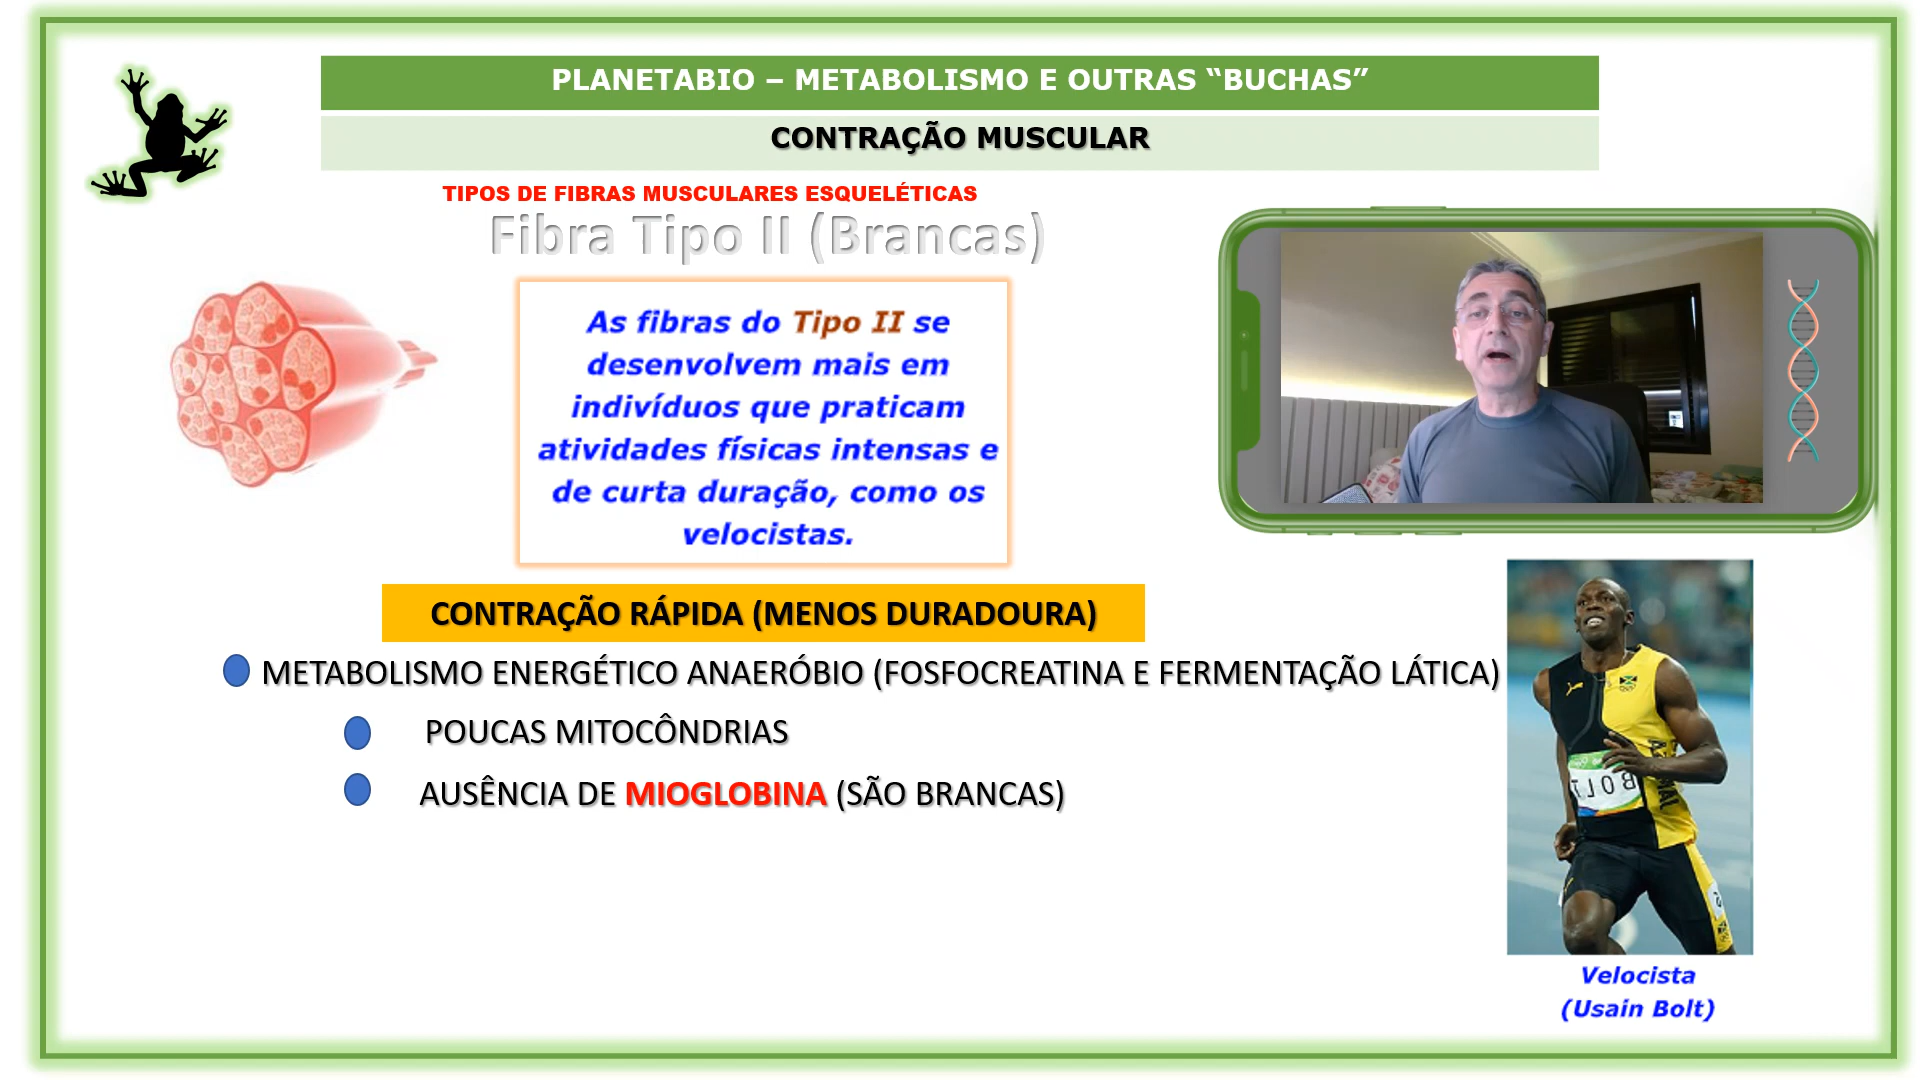 PLANETABIO – METABOLISMO E OUTRAS “BUCHAS”
CONTRAÇÃO MUSCULAR
TIPOS DE FIBRAS MUSCULARES ESQUELÉTICAS
Fibra Tipo II (Brancas)
As fibras do Tipo II se
desenvolvem mais em
indivíduos que praticam
atividades físicas intensas e
de curta duração, como os
velocistas.
CONTRAÇÃO RÁPIDA (MENOS DURADOURA)
METABOLISMO ENERGÉTICO ANAERÓBIO (FOSFOCREATINA E FERMENTAÇÃO LÁTICA)
POUCAS MITOCÔNDRIAS
AUSÊNCIA DE MIOGLOBINA (SÃO BRANCAS)
BOLT
Velocista
(Usain Bolt)